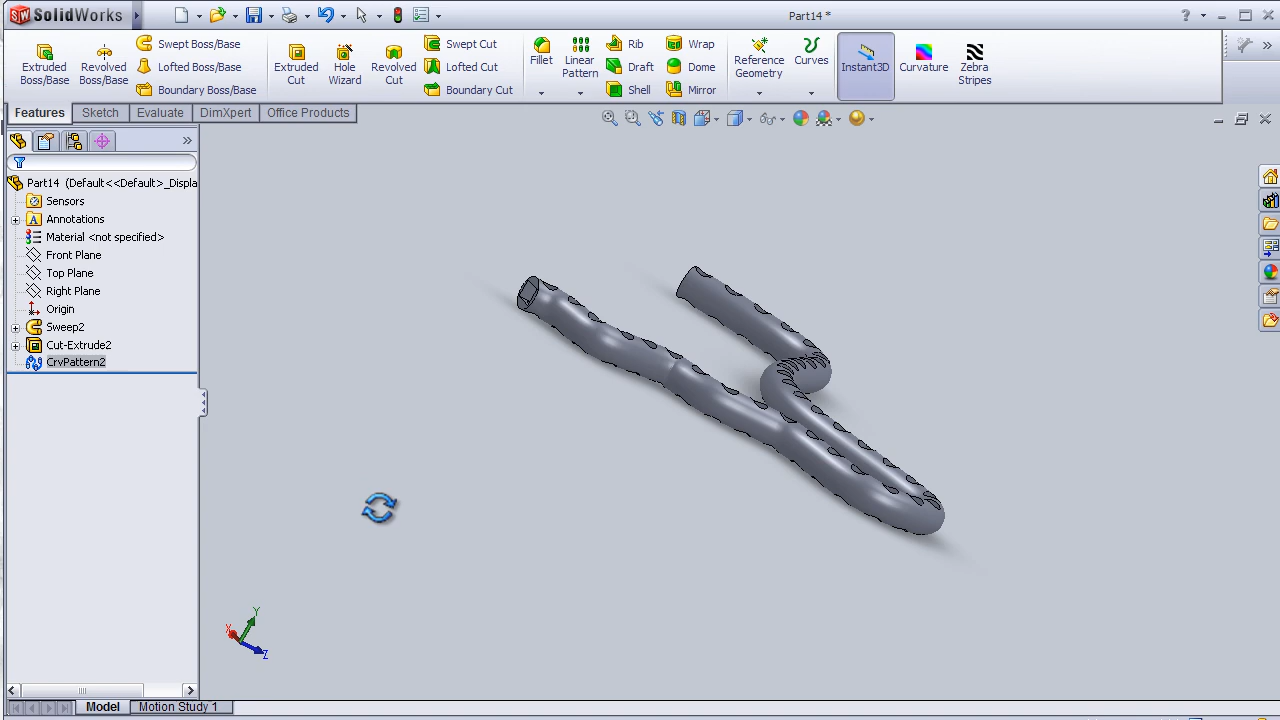 SolidWorks
Part14 *
Extruded Boss/Base
Revolved Boss/Base
Swept Boss/Base
Lofted Boss/Base
Boundary Boss/Base
Extruded Cut
Hole Wizard
Revolved Cut
Swept Cut
Lofted Cut
Boundary Cut
Fillet
Linear Pattern
Rib
Draft
Shell
Wrap
Dome
Mirror
Reference Geometry
Curves
Instant3D
Curvature
Zebra Stripes
Features
Sketch
Evaluate
DimXpert
Office Products
Part14 (Default<<Default>_Displa
Sensors
Annotations
Material <not specified>
Front Plane
Top Plane
Right Plane
Origin
Sweep2
Cut-Extrude2
CrvPattern2
Y
X
Z
Model
Motion Study 1